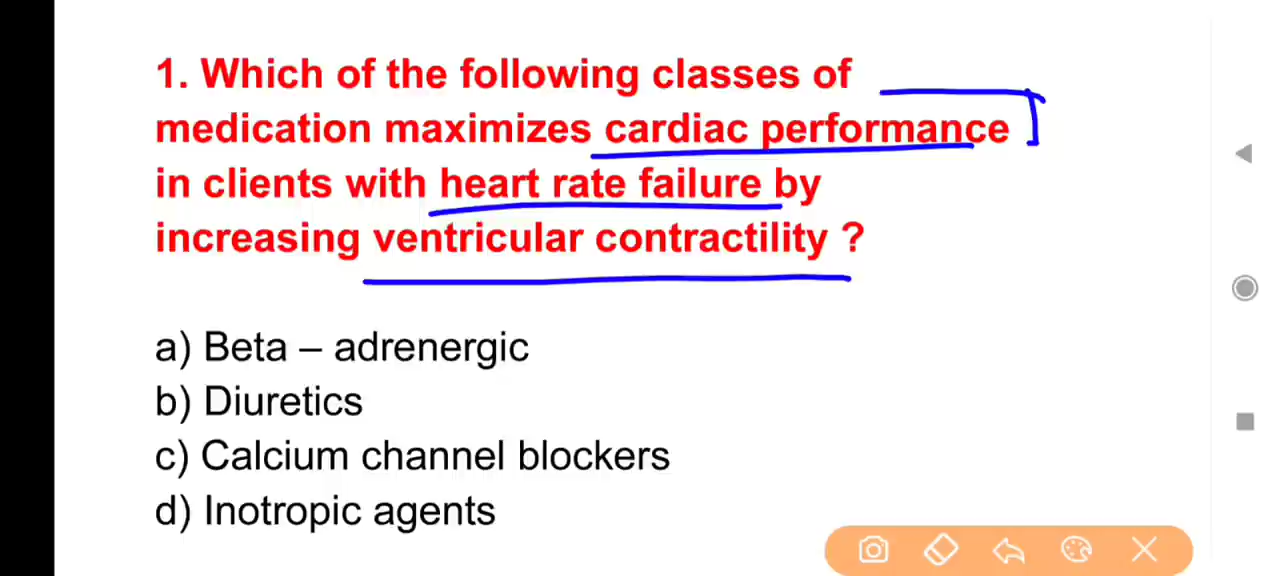 1. Which of the following classes of
medication maximizes cardiac performance
in clients with heart rate failure by
increasing ventricular contractility ?
a) Beta – adrenergic
b) Diuretics
c) Calcium channel blockers
d) Inotropic agents